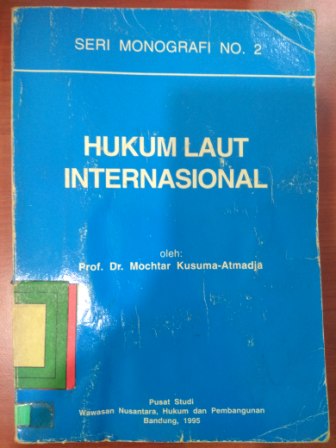 SERI MONOGRAFI NO. 2
HUKUM LAUT
INTERNASIONAL
oleh:
Prof. Dr. Mochtar Kusuma-Atmadja
Pusat Studi
Wawasan Nusantara, Hukum dan Pembangunan
Bandung, 1995